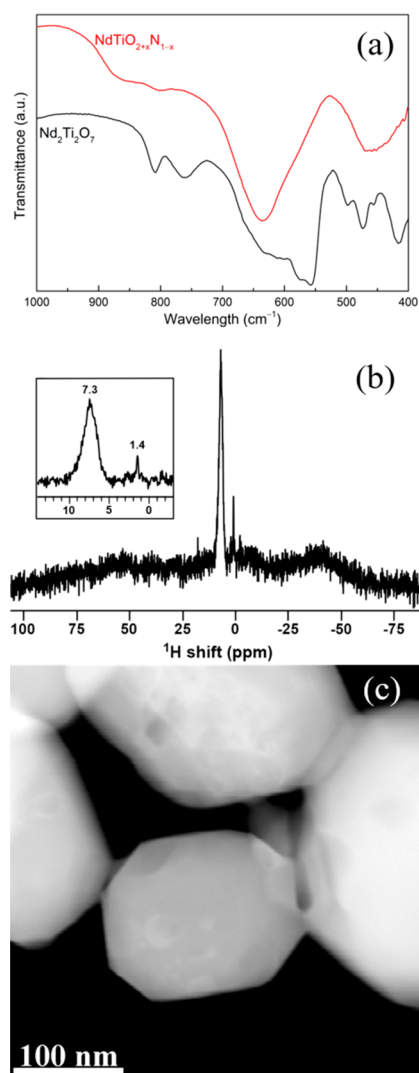 (a)
NdTiO2+xN1−x
Nd2Ti2O7
Transmittance (a.u.)
1000 900 800 700 600 500 400
Wavelength (cm−1)
(b)
7.3
1.4
10 5 0
100 75 50 25 0 -25 -50 -75
1H shift (ppm)
(c)
100 nm